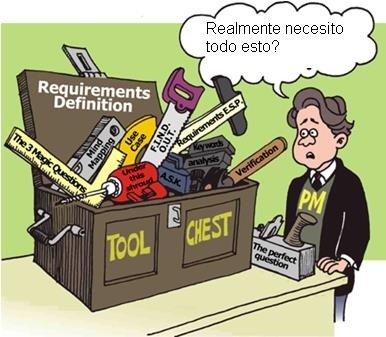 Realmente necesito
todo esto?
Requirements
Definition
The 3 Magic Questions
Mind
Mapping
Use
Case
F.I.N.D.
O.U.T.
Requirements E.S.P.
Under
this
shroud
A.S.K.
Keywords
analysis
Verification
PM
TOOL
CHEST
The perfect
question